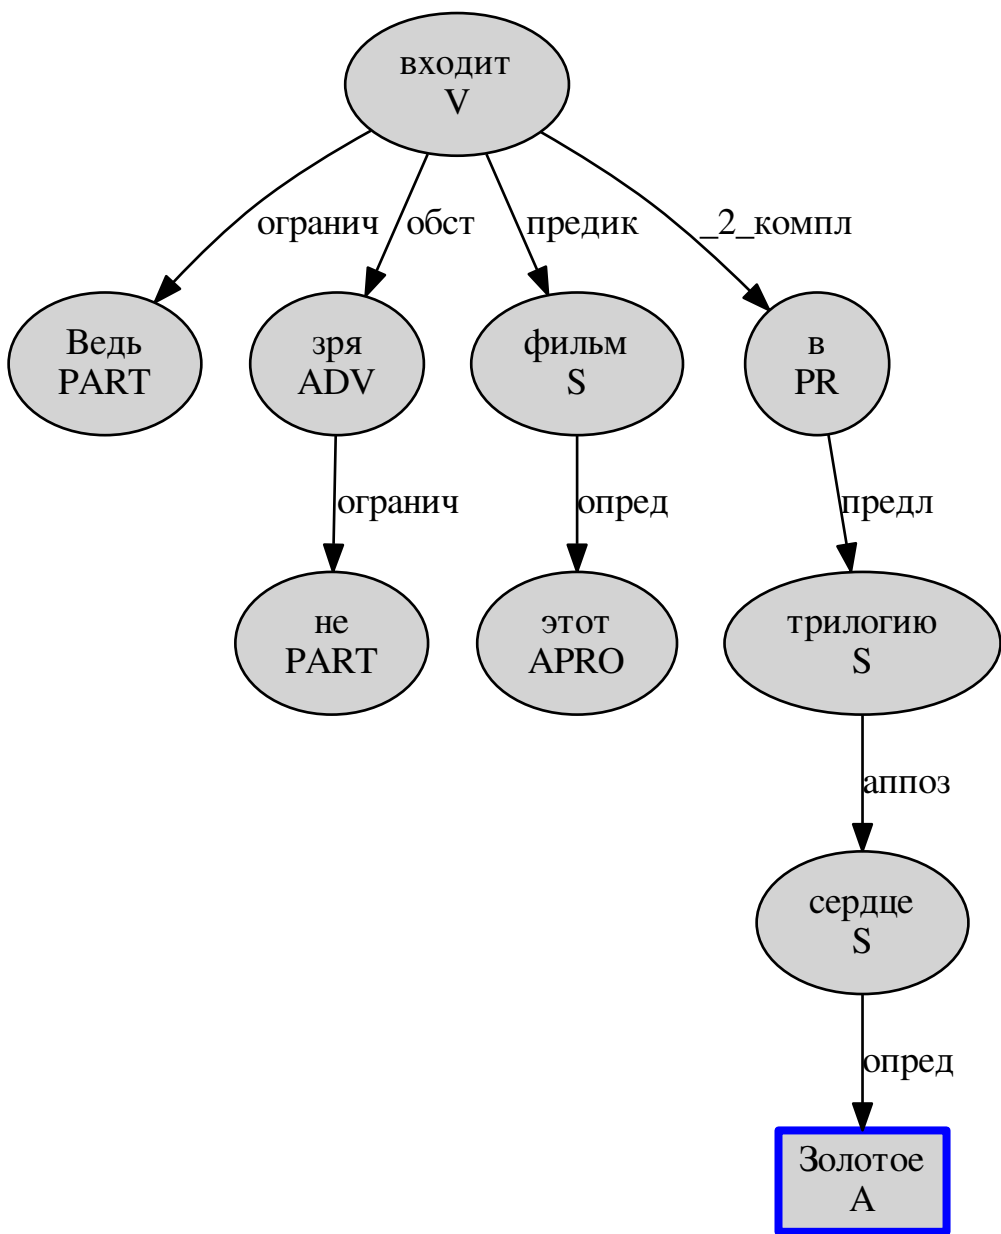 входит
V
огранич
обст
предик
_2_компл
Ведь
PART
зря
ADV
фильм
S
в
PR
огранич
опред
предл
не
PART
этот
APRO
трилогию
S
аппоз
сердце
S
опред
Золотое
A